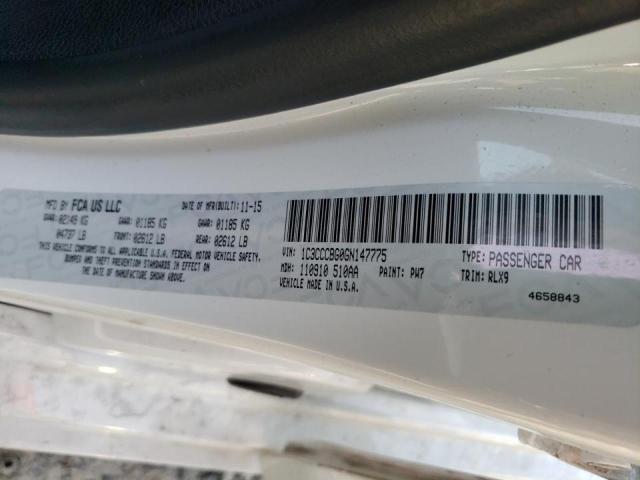 MFD BY FCA US LLC DATE OF MFR(BUILT): 11-15
GVWR: 02149 KG GAWR: 01185 KG GAWR: 01185 KG
04737 LB FRONT: 02612 LB REAR: 02612 LB
THIS VEHICLE CONFORMS TO ALL APPLICABLE U.S.A. FEDERAL MOTOR VEHICLE SAFETY,
BUMPER AND THEFT PREVENTION STANDARDS IN EFFECT ON THE DATE OF
MANUFACTURE SHOWN ABOVE.
VIN: 1C3CCCBG0GN147775 TYPE: PASSENGER CAR
MDH: 110910 510AA PAINT: PW7 TRIM: RLX9
VEHICLE MADE IN U.S.A.
4658843